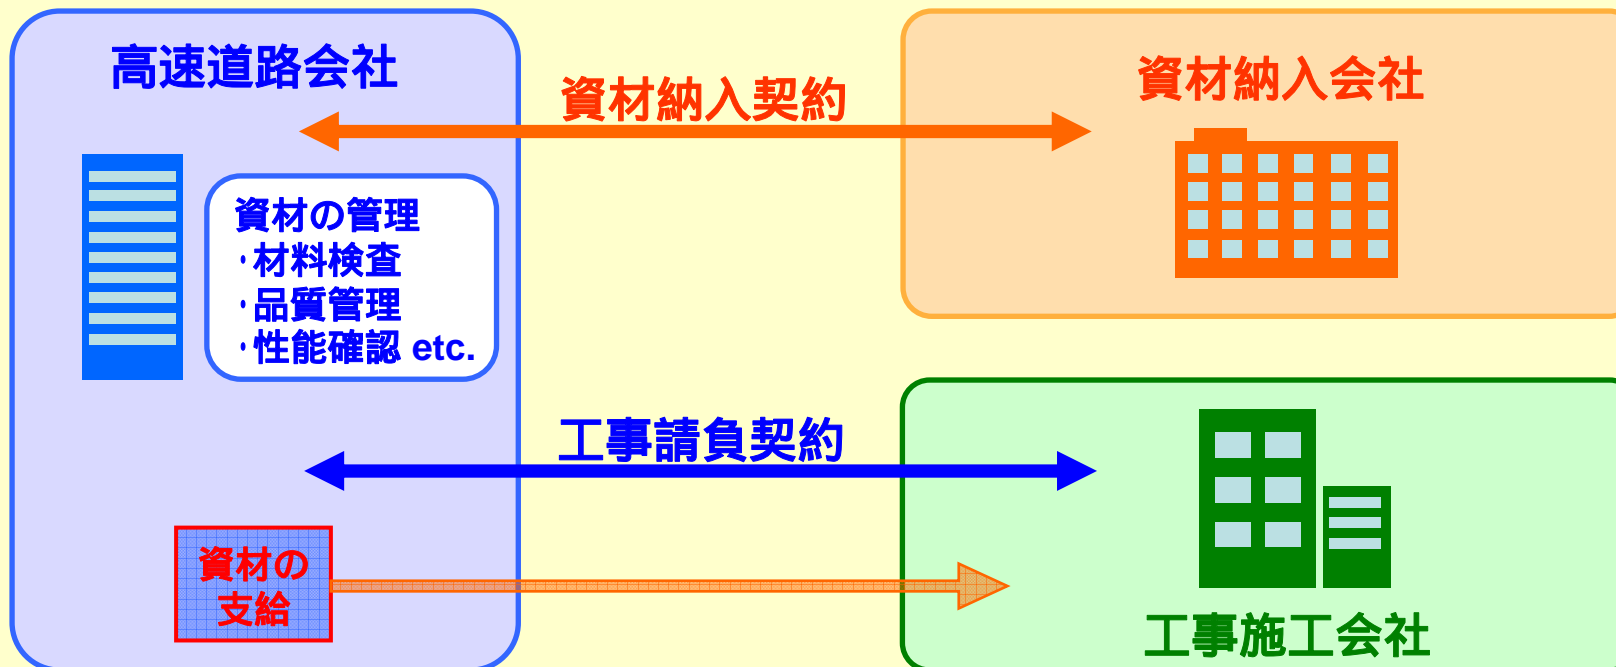 高速道路会社
資材納入契約
資材納入会社
資材の管理
・材料検査
・品質管理
・性能確認 etc.
工事請負契約
資材の
支給
工事施工会社